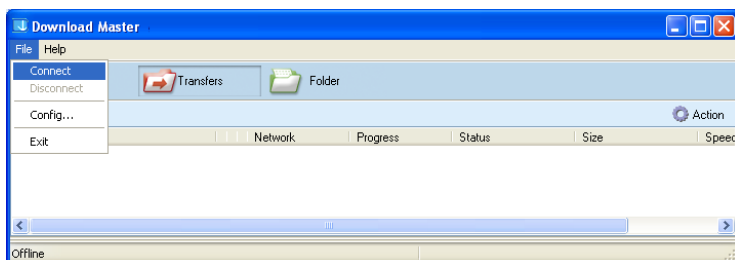 Download Master
File Help
Connect
Disconnect
Config...
Exit
Transfers Folder
Action
Network Progress Status Size Speed
Offline